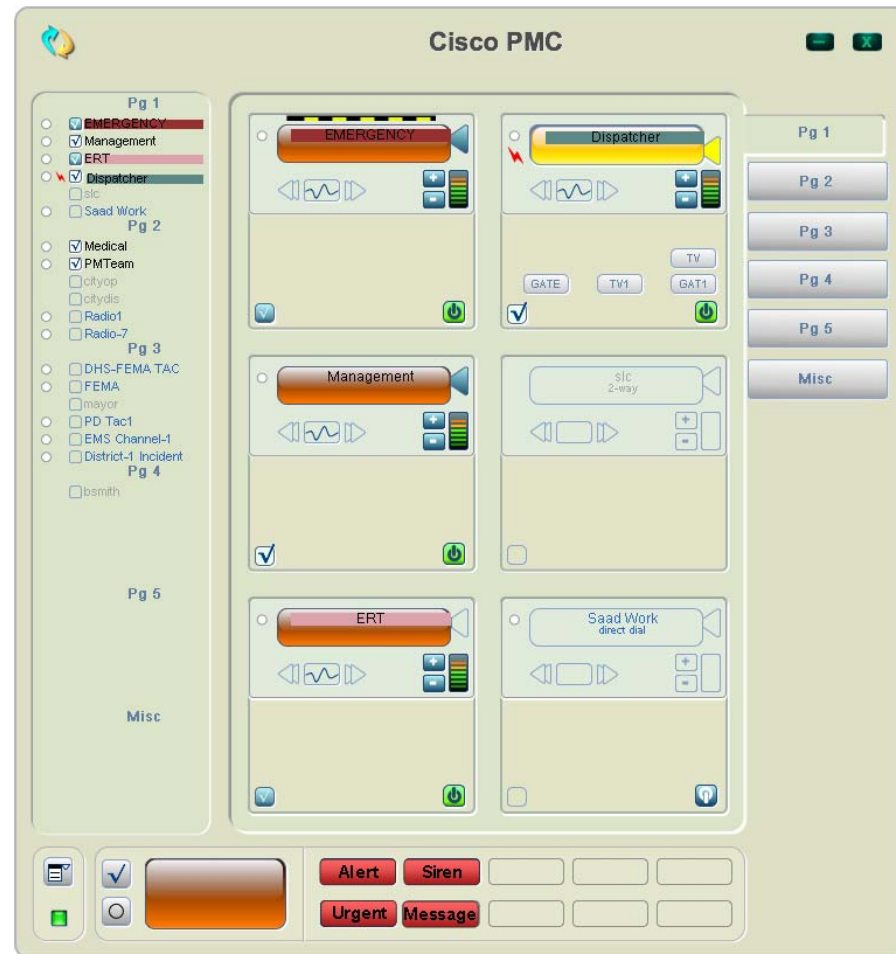 Cisco PMC
Pg 1
EMERGENCY
Management
ERT
Dispatcher
slc
Saad Work
Pg 2
Medical
PMTeam
cityop
citydis
Radio1
Radio-7
Pg 3
DHS-FEMA TAC
FEMA
mayor
PD Tac1
EMS Channel-1
District-1 Incident
Pg 4
bsmith
Pg 5
Misc
EMERGENCY
Dispatcher
TV
GATE TV1 GAT1
Management
slc
2-way
ERT
Saad Work
direct dial
Pg 1
Pg 2
Pg 3
Pg 4
Pg 5
Misc
Alert Siren
Urgent Message